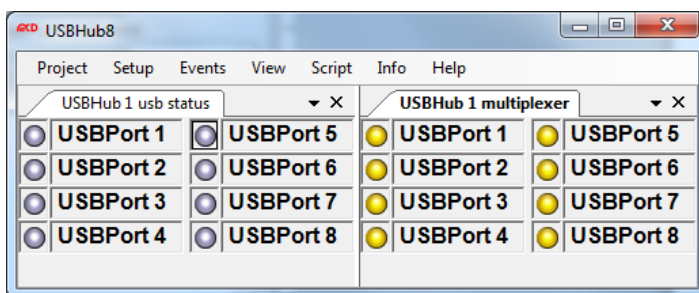 RKD USBHub8
Project Setup Events View Script Info Help
USBHub 1 usb status
USBPort 1 USBPort 5
USBPort 2 USBPort 6
USBPort 3 USBPort 7
USBPort 4 USBPort 8
USBHub 1 multiplexer
USBPort 1 USBPort 5
USBPort 2 USBPort 6
USBPort 3 USBPort 7
USBPort 4 USBPort 8